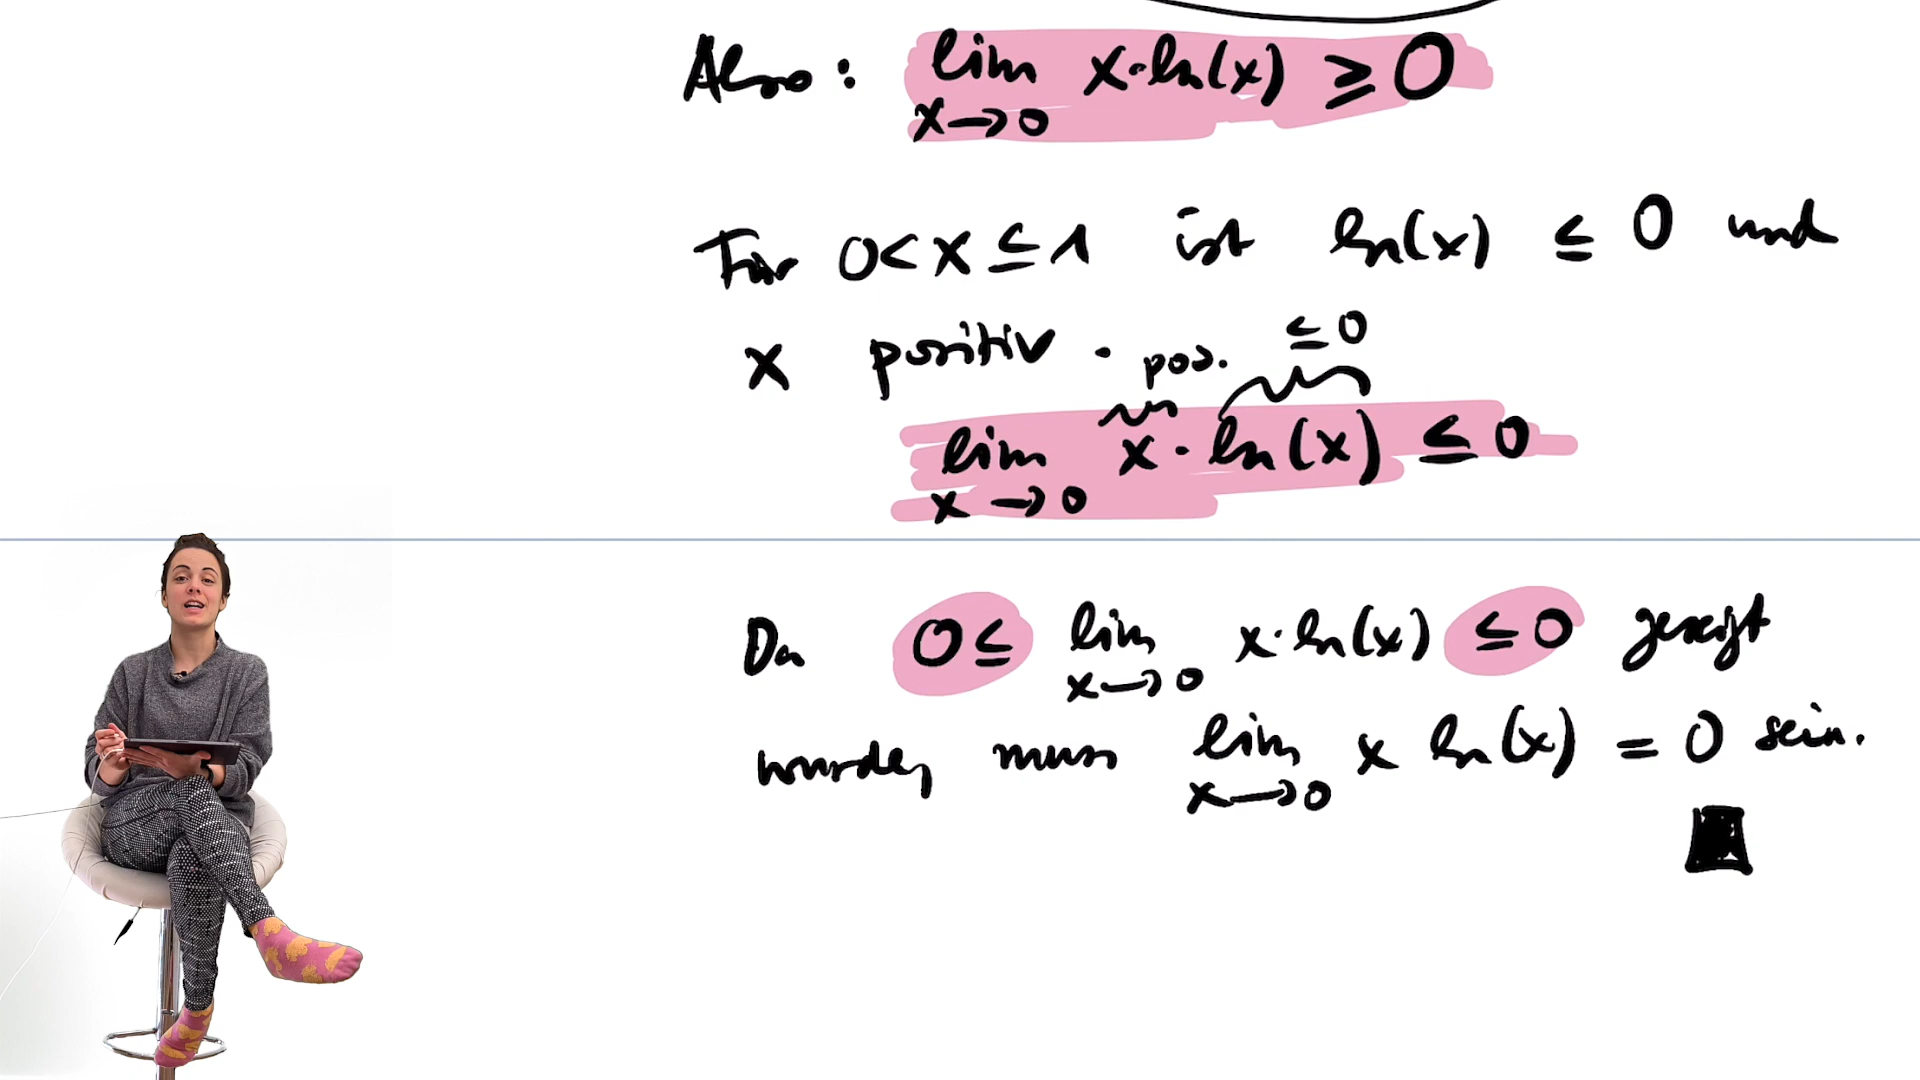 Also: lim x·ln(x) ≥ 0
x→0
Für 0<x≤1 ist ln(x) ≤ 0 und
x positiv. pos. ≤0
lim x·ln(x) ≤ 0
x→0
Da 0≤ lim x·ln(x) ≤0 gezeigt
x→0
wurde, muss lim x ln(x) = 0 sein.
x→0